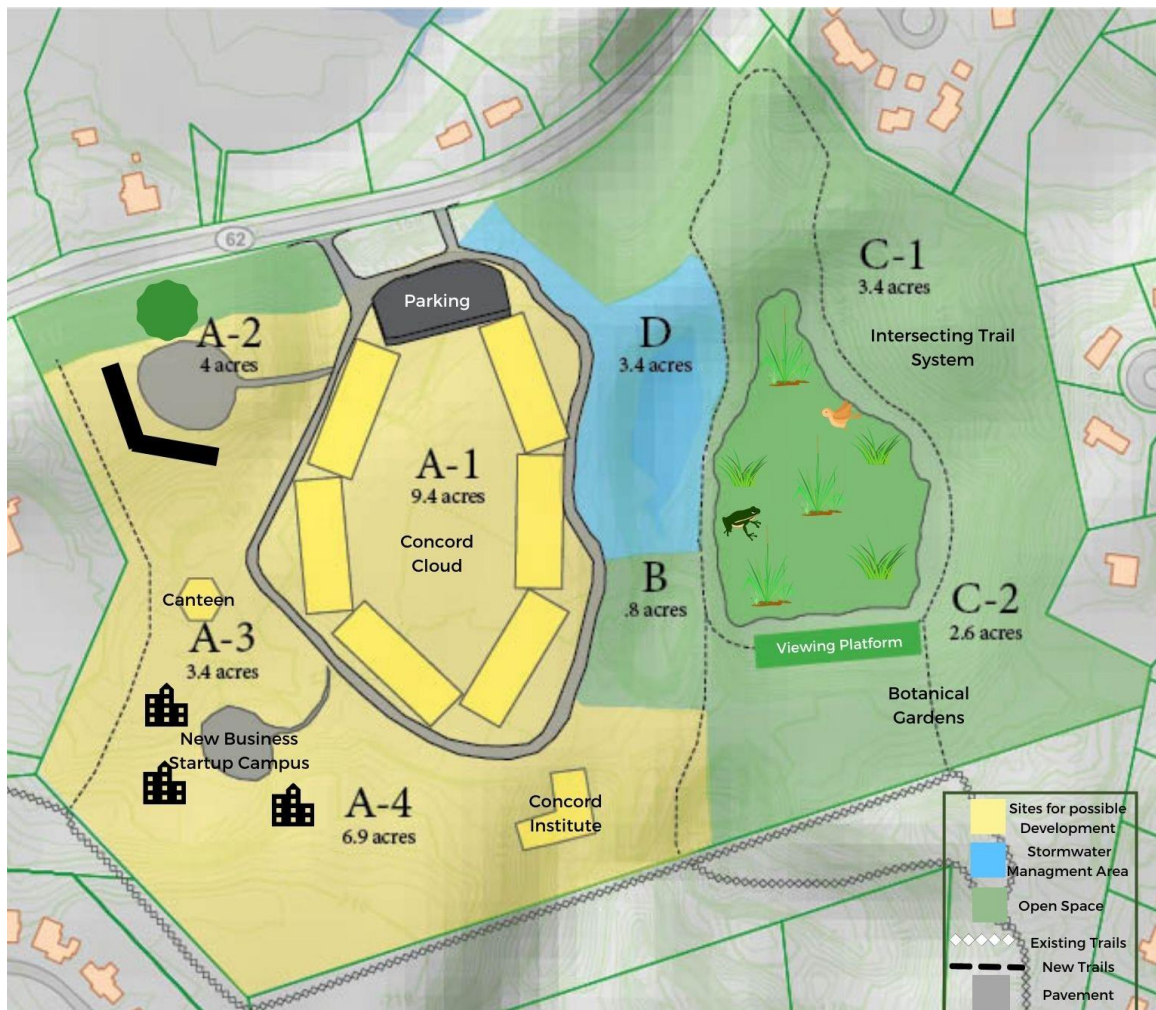 62
Parking
A-2
4 acres
C-1
3.4 acres
D
3.4 acres
Intersecting Trail
System
A-1
9.4 acres
Concord
Cloud
B
.8 acres
C-2
2.6 acres
Canteen
A-3
3.4 acres
Viewing Platform
Botanical
Gardens
New Business
Startup Campus
A-4
6.9 acres
Concord
Institute
Sites for possible
Development
Stormwater
Managment Area
Open Space
Existing Trails
New Trails
Pavement